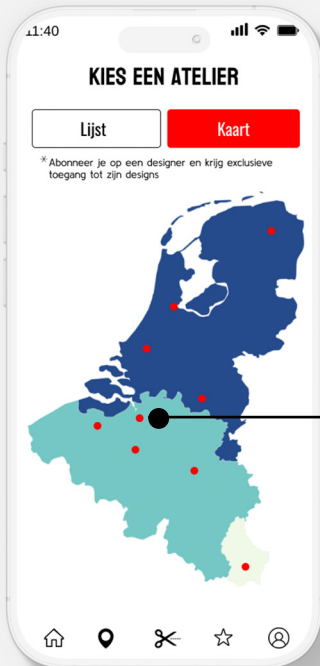 11:40
KIES EEN ATELIER
Lijst
Kaart
* Abonneer je op een designer en krijg exclusieve
toegang tot zijn designs